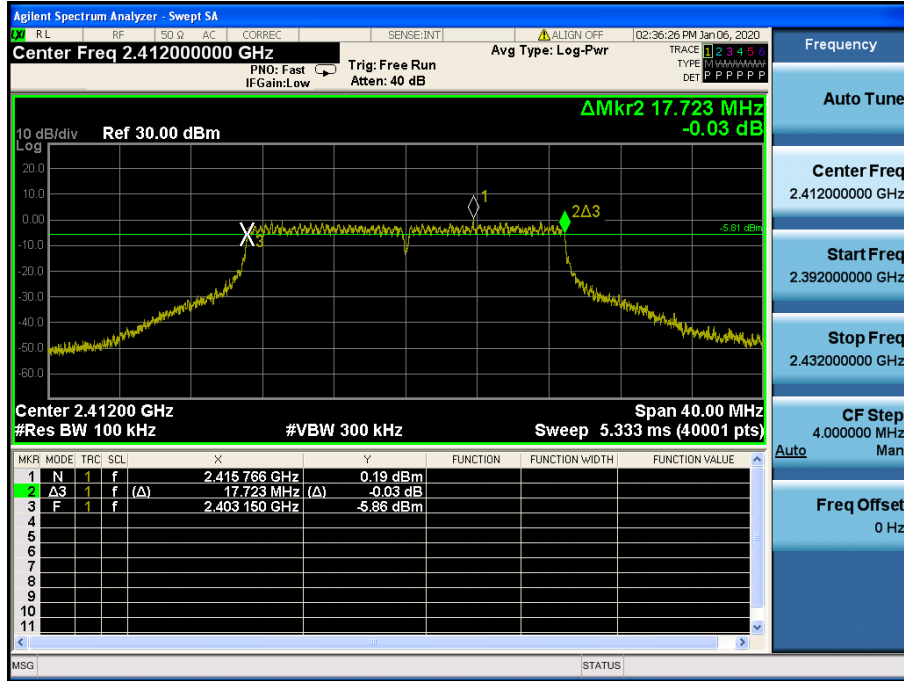 Agilent Spectrum Analyzer - Swept SA
LXI RL RF 50 Ω AC CORREC SENSE:INT ALIGN OFF 02:36:26 PM Jan 06, 2020
Center Freq 2.412000000 GHz
PNO: Fast
IFGain:Low
Trig: Free Run
Atten: 40 dB
Avg Type: Log-Pwr
TRACE 1 2 3 4 5 6
TYPE M W W W W W
DET P P P P P P
ΔMkr2 17.723 MHz
-0.03 dB
10 dB/div Ref 30.00 dBm
Log
20.0
10.0
0.00
-10.0
-20.0
-30.0
-40.0
-50.0
-60.0
1
2Δ3
3
-5.81 dBm
Center 2.41200 GHz Span 40.00 MHz
#Res BW 100 kHz #VBW 300 kHz Sweep 5.333 ms (40001 pts)
MKR MODE TRC SCL X Y FUNCTION FUNCTION WIDTH FUNCTION VALUE
1 N 1 f 2.415 766 GHz 0.19 dBm
2 Δ3 1 f (Δ) 17.723 MHz (Δ) -0.03 dB
3 F 1 f 2.403 150 GHz -5.86 dBm
4
5
6
7
8
9
10
11
MSG STATUS
Frequency
Auto Tune
Center Freq
2.412000000 GHz
Start Freq
2.392000000 GHz
Stop Freq
2.432000000 GHz
CF Step
4.000000 MHz
Auto Man
Freq Offset
0 Hz